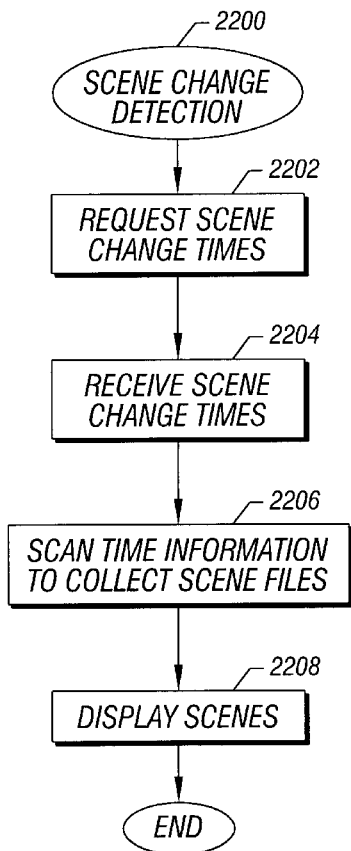 2200
SCENE CHANGE
DETECTION
2202
REQUEST SCENE
CHANGE TIMES
2204
RECEIVE SCENE
CHANGE TIMES
2206
SCAN TIME INFORMATION
TO COLLECT SCENE FILES
2208
DISPLAY SCENES
END